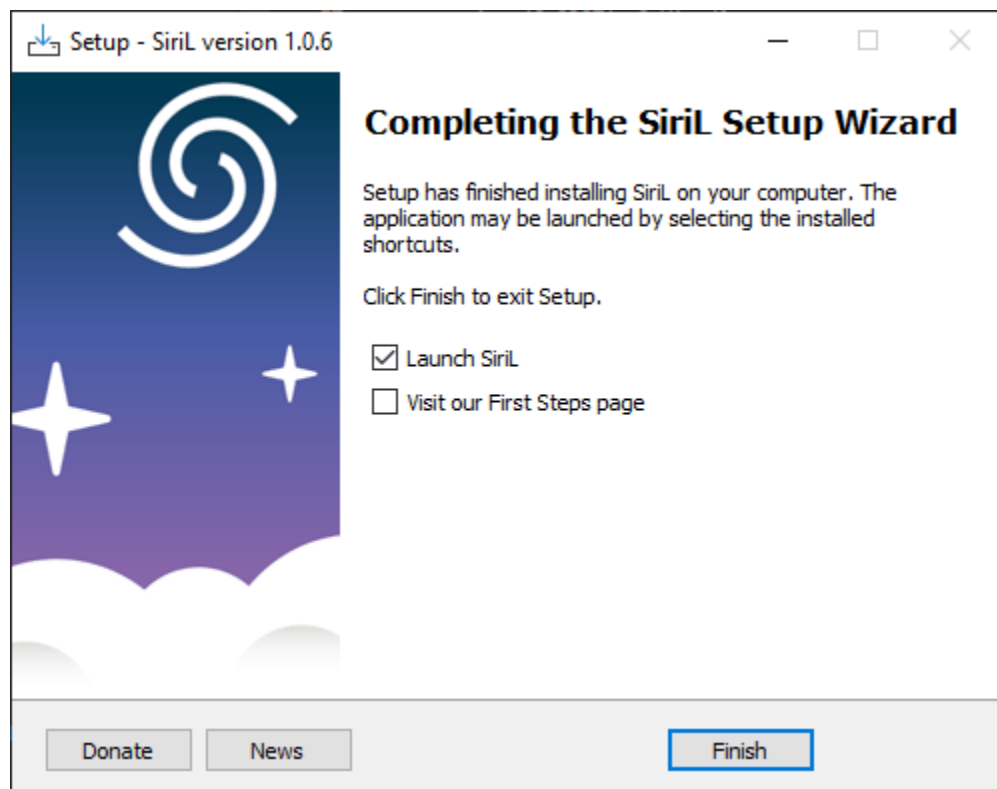 Setup - SiriL version 1.0.6
Completing the SiriL Setup Wizard
Setup has finished installing SiriL on your computer. The
application may be launched by selecting the installed
shortcuts.
Click Finish to exit Setup.
Launch SiriL
Visit our First Steps page
Donate
News
Finish